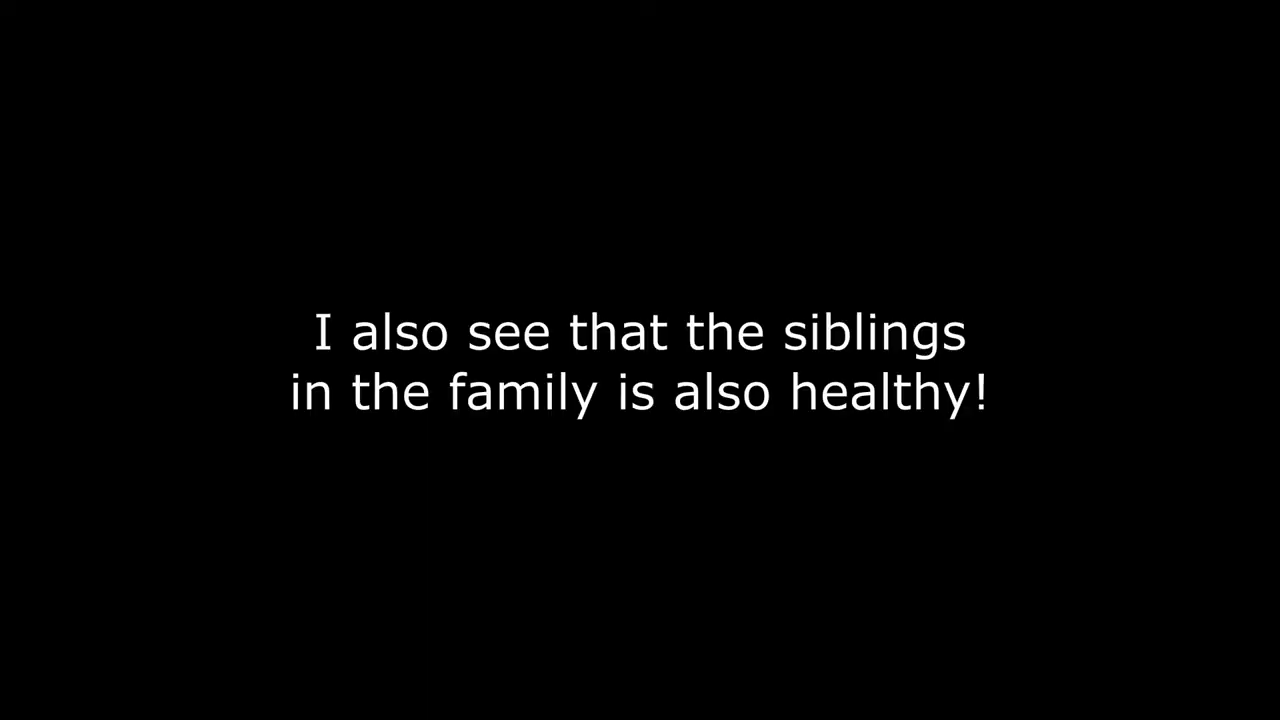 I also see that the siblings
in the family is also healthy!